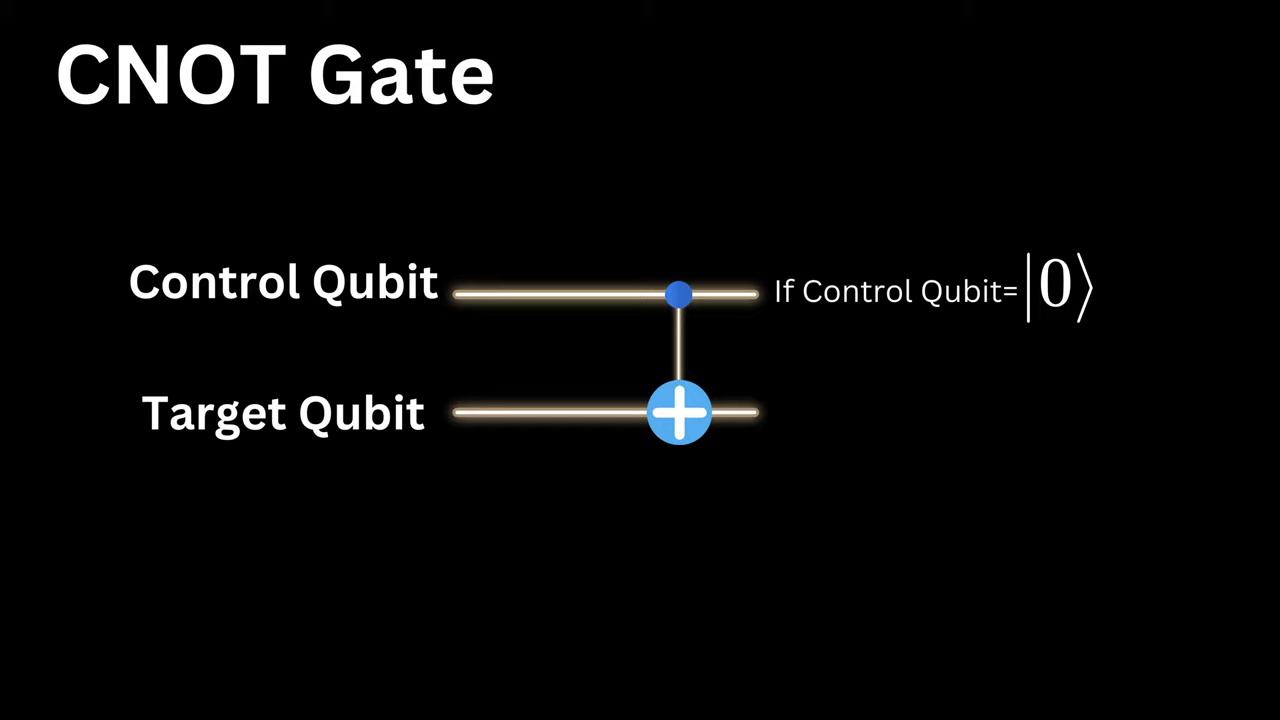 CNOT Gate
Control Qubit
If Control Qubit=|0⟩
Target Qubit